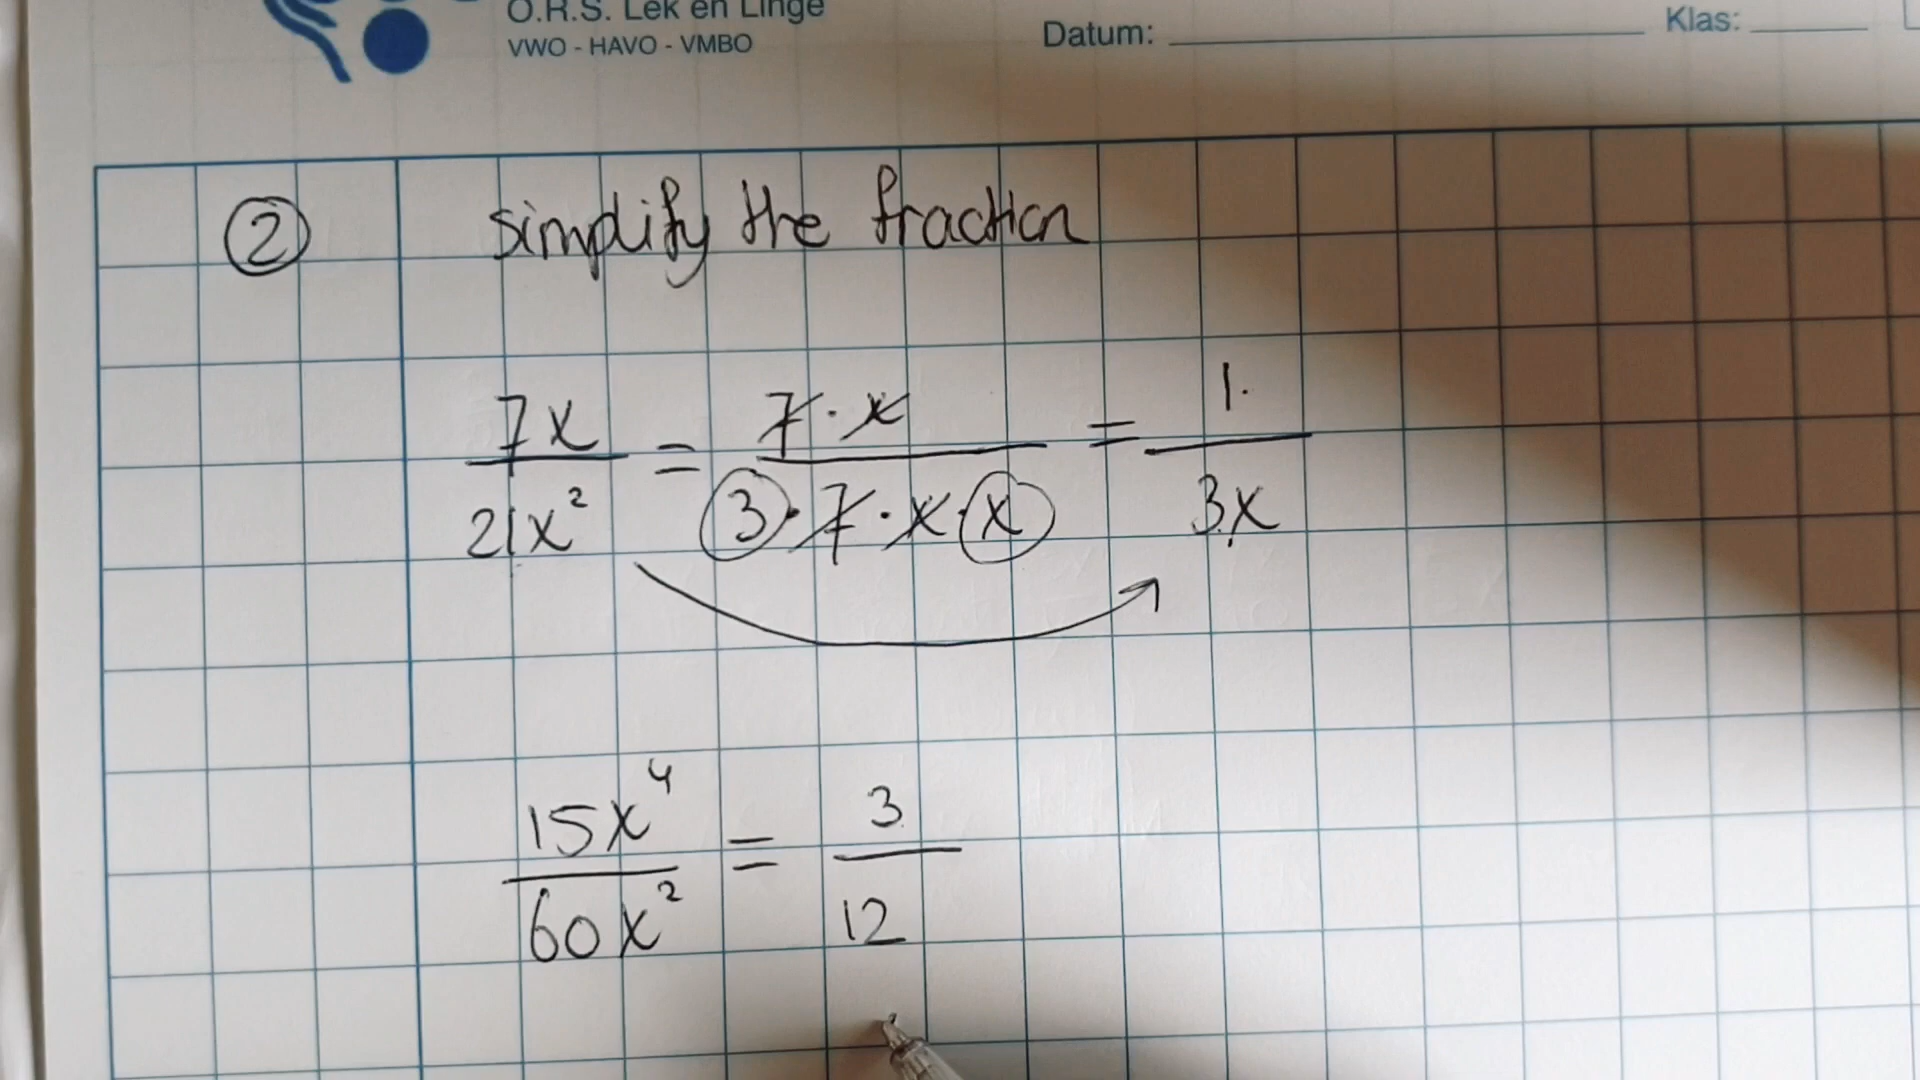 O.R.S. Lek en Linge
VWO - HAVO - VMBO
Datum:
Klas:
② simplify the fraction
7x/21x² = 7·x/3·7·x·x = 1/3x
15x⁴/60x² = 3/12